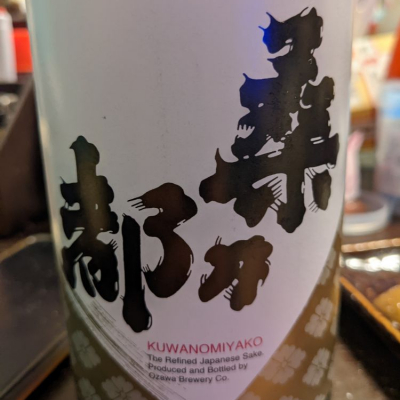 桑乃都
KUWANOMIYAKO
The Refined Japanese Sake.
Produced and Bottled by
Ozawa Brewery Co.